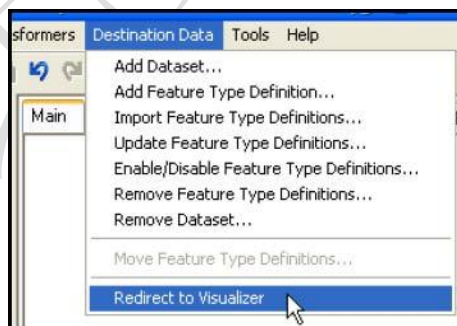 sformers Destination Data Tools Help
Add Dataset...
Add Feature Type Definition...
Main
Import Feature Type Definitions...
Update Feature Type Definitions...
Enable/Disable Feature Type Definitions...
Remove Feature Type Definitions...
Remove Dataset...
Move Feature Type Definitions...
Redirect to Visualizer